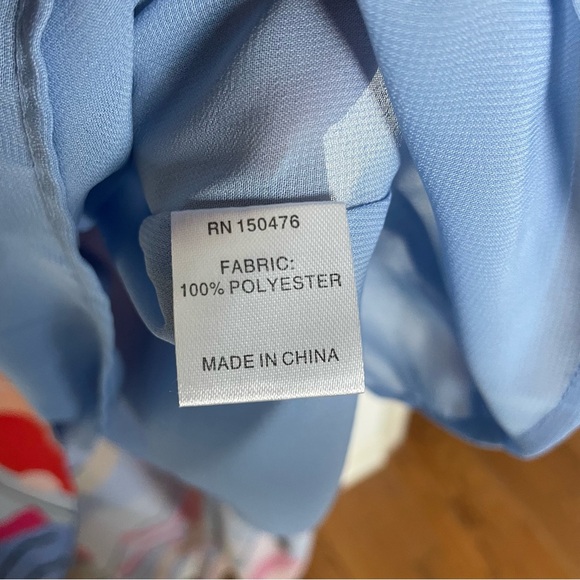 RN 150476
FABRIC:
100% POLYESTER
MADE IN CHINA